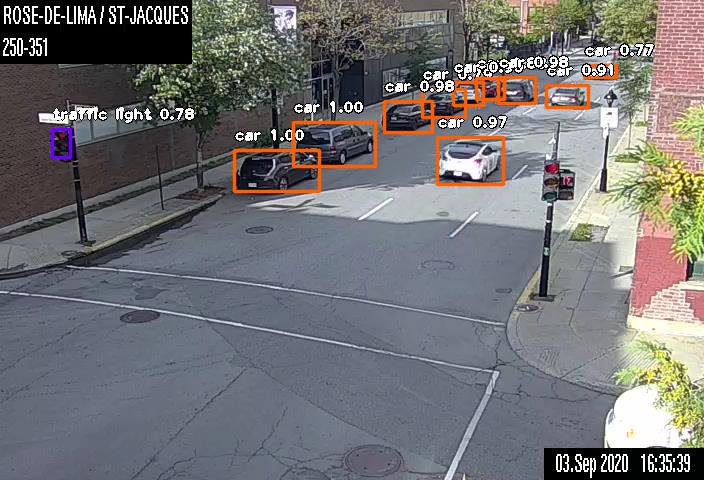 ROSE-DE-LIMA / ST-JACQUES
250-351
car 0.77
car 0.98
car 0.91
car 0.98
traffic light 0.78
car 1.00
car 0.97
car 1.00
03.Sep 2020 16:35:39